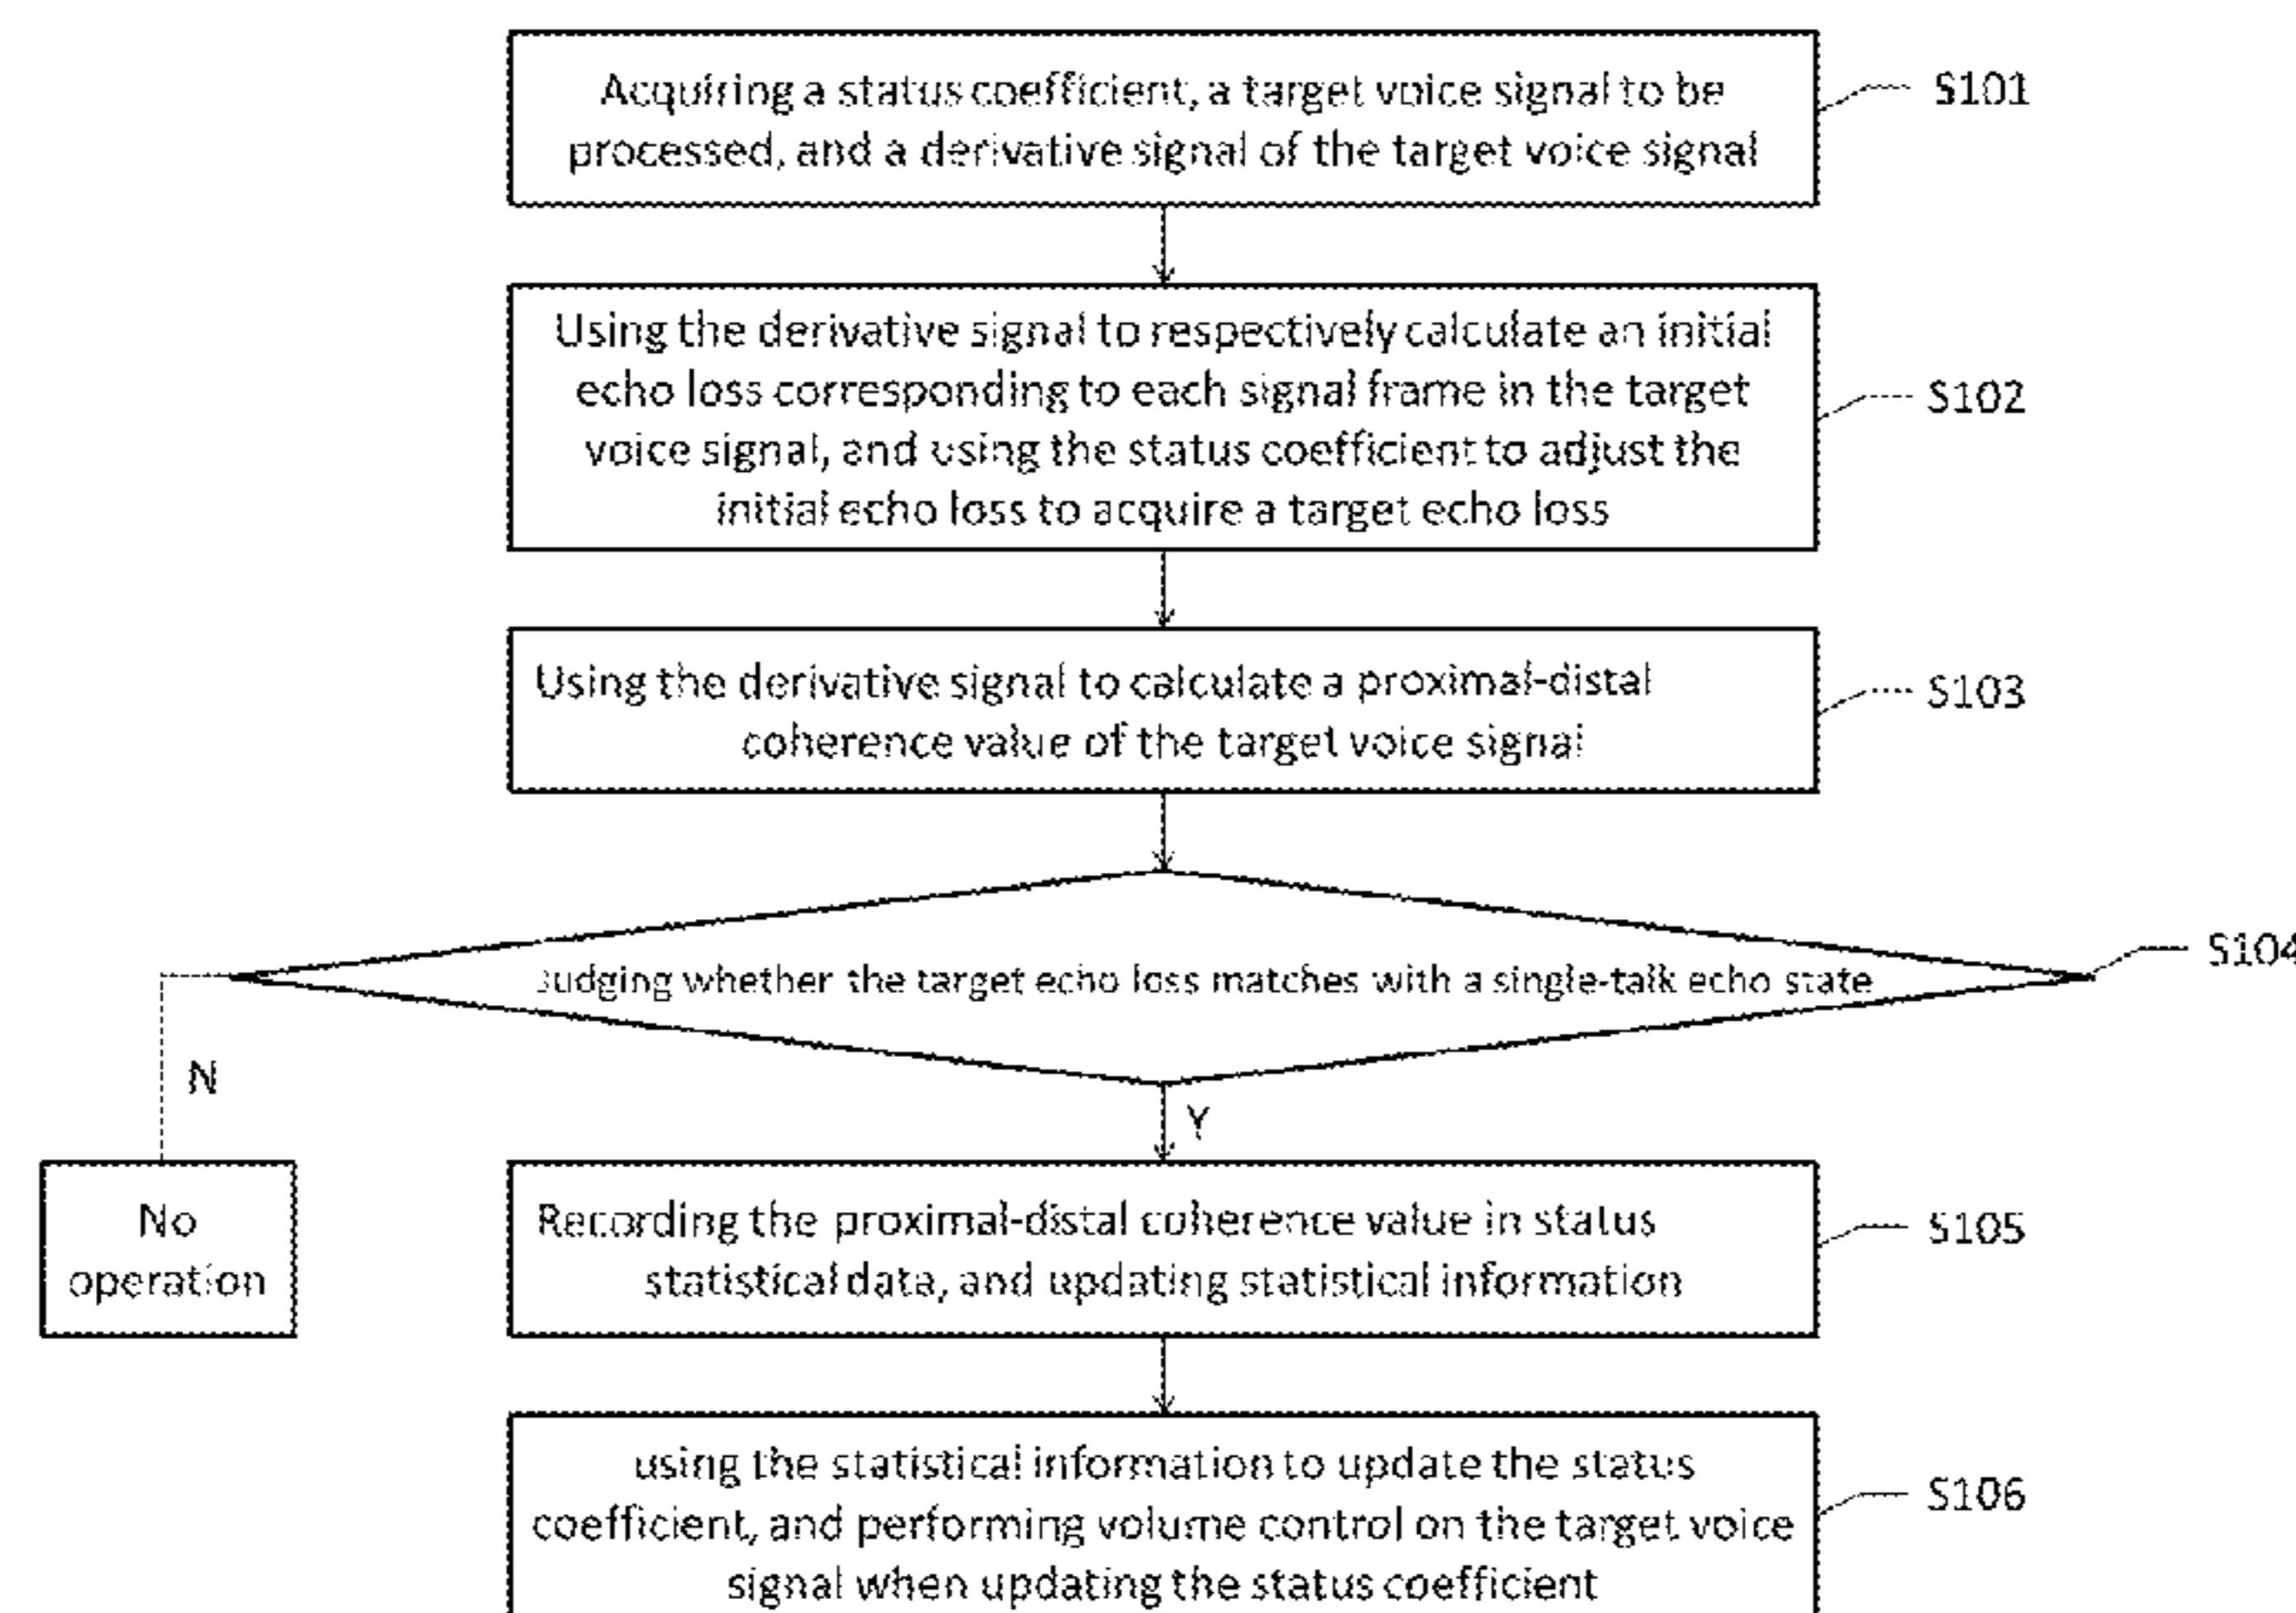 Acquiring a status coefficient, a target voice signal to be
processed, and a derivative signal of the target voice signal
S101
Using the derivative signal to respectively calculate an initial
echo loss corresponding to each signal frame in the target
voice signal, and using the status coefficient to adjust the
initial echo loss to acquire a target echo loss
S102
Using the derivative signal to calculate a proximal-distal
coherence value of the target voice signal
S103
Judging whether the target echo loss matches with a single-talk echo state
S104
N
Y
No
operation
Recording the proximal-distal coherence value in status
statistical data, and updating statistical information
S105
using the statistical information to update the status
coefficient, and performing volume control on the target voice
signal when updating the status coefficient
S106